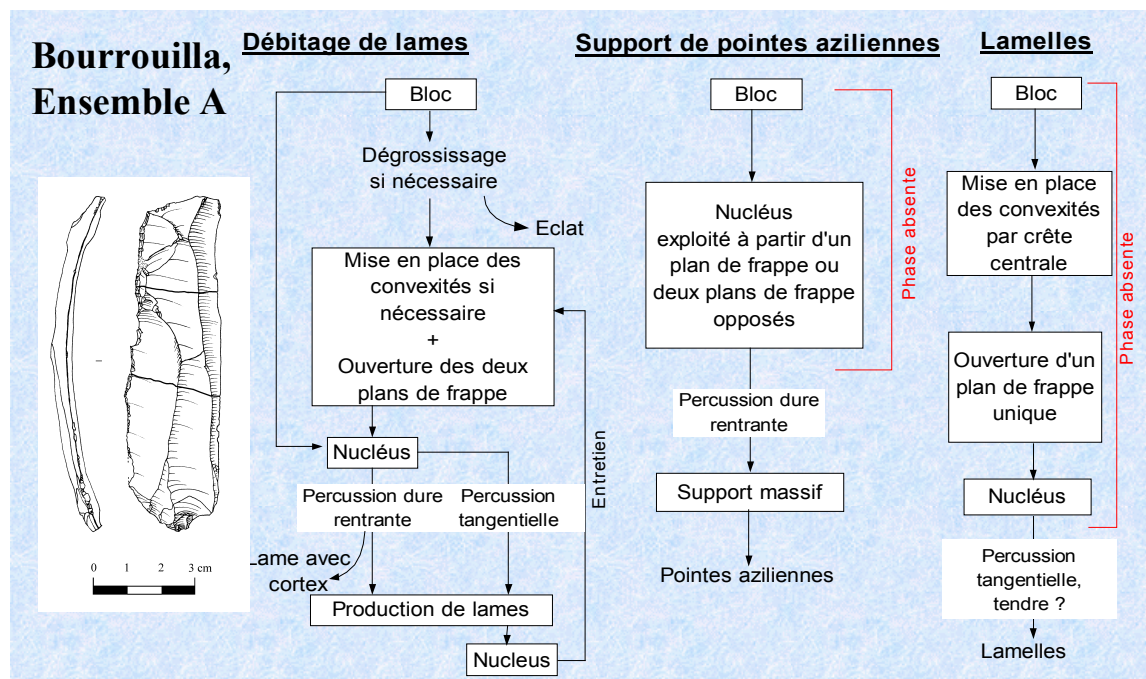 Bourrouilla,
Ensemble A
0 1 2 3 cm
Débitage de lames
Bloc
Dégrossissage
si nécessaire
Eclat
Mise en place des
convexités si
nécessaire
+
Ouverture des deux
plans de frappe
Nucléus
Percussion dure
rentrante
Percussion
tangentielle
Lame avec
cortex
Production de lames
Nucleus
Entretien
Support de pointes aziliennes
Bloc
Nucléus
exploité à partir d'un
plan de frappe ou
deux plans de frappe
opposés
Phase absente
Percussion dure
rentrante
Support massif
Pointes aziliennes
Lamelles
Bloc
Mise en place
des convexités
par crête
centrale
Ouverture d'un
plan de frappe
unique
Nucléus
Phase absente
Percussion
tangentielle,
tendre ?
Lamelles